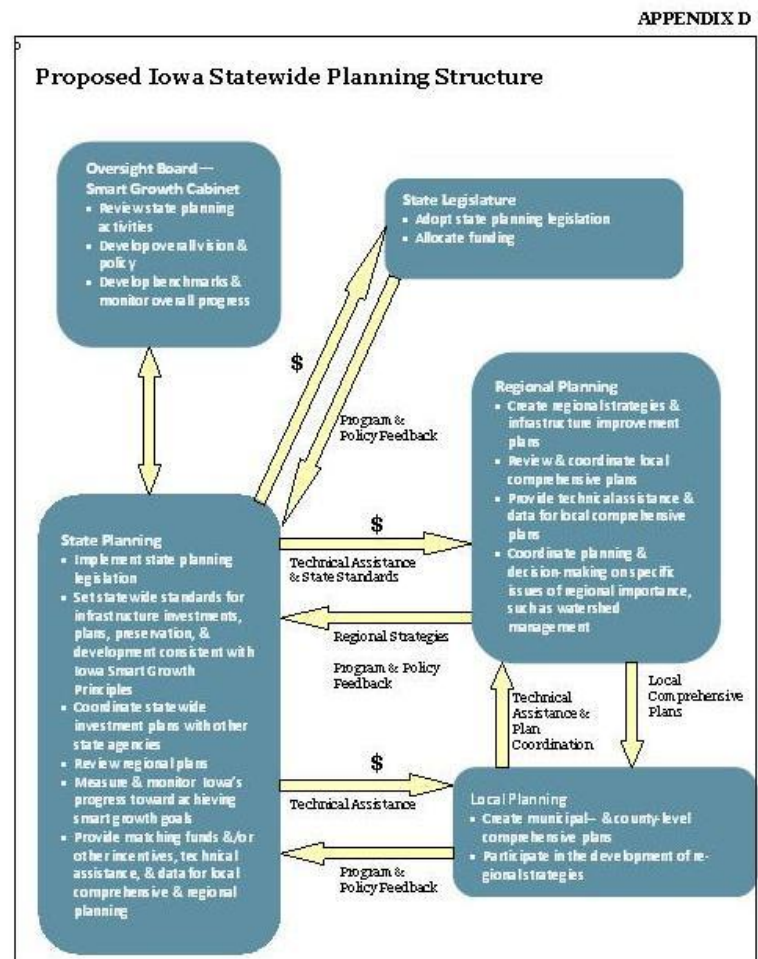 APPENDIX D
Proposed Iowa Statewide Planning Structure
Oversight Board—
Smart Growth Cabinet
• Review state planning
activities
• Develop overall vision &
policy
• Develop benchmarks &
monitor overall progress
State Legislature
• Adopt state planning legislation
• Allocate funding
$
Program &
Policy Feedback
Regional Planning
• Create regional strategies &
infrastructure improvement
plans
• Review & coordinate local
comprehensive plans
• Provide technical assistance &
data for local comprehensive
plans
• Coordinate planning &
decision-making on specific
issues of regional importance,
such as watershed
management
State Planning
• Implement state planning
legislation
• Set statewide standards for
infrastructure investments,
plans, preservation, &
development consistent with
Iowa Smart Growth
Principles
• Coordinate statewide
investment plans with other
state agencies
• Review regional plans
• Measure & monitor Iowa's
progress toward achieving
smart growth goals
• Provide matching funds &/or
other incentives, technical
assistance, & data for local
comprehensive & regional
planning
$
Technical Assistance
& State Standards
Regional Strategies
Program & Policy
Feedback
Technical
Assistance &
Plan
Coordination
Local
Comprehensive
Plans
$
Technical Assistance
Program &
Policy Feedback
Local Planning
• Create municipal– & county-level
comprehensive plans
• Participate in the development of re-
gional strategies